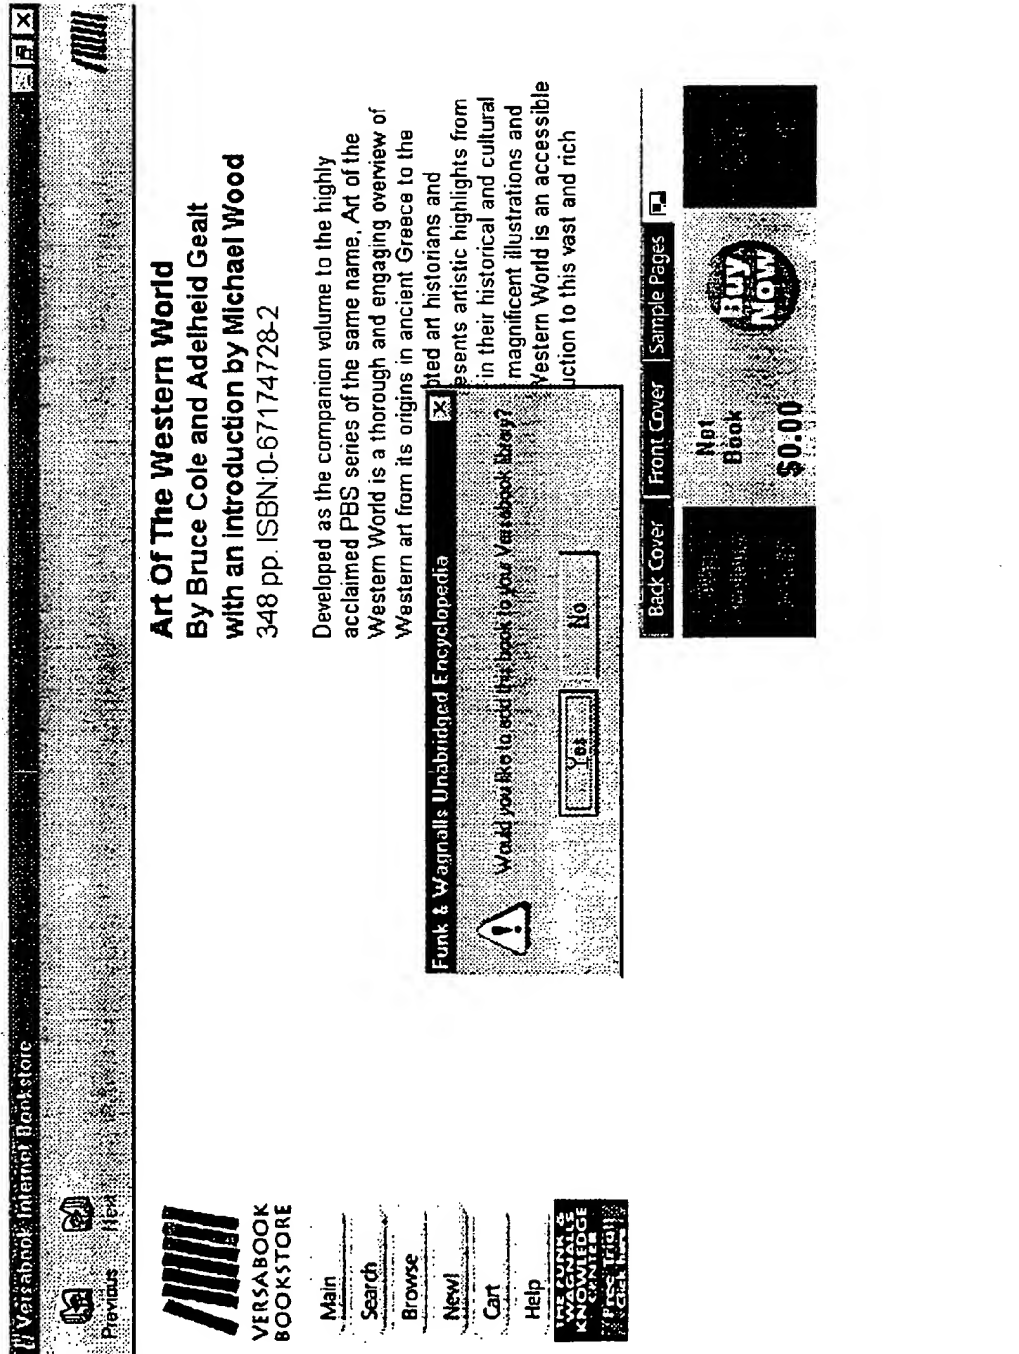 Versabook Internet Bookstore
Previous Next
VERSABOOK
BOOKSTORE
Main
Search
Browse
New!
Cart
Help
THE FUNK &
WAGNALLS
KNOWLEDGE
CENTER
Free Trial!
Click here
Art Of The Western World
By Bruce Cole and Adelheid Gealt
with an introduction by Michael Wood
348 pp. ISBN:0-67174728-2
Developed as the companion volume to the highly
acclaimed PBS series of the same name, Art of the
Western World is a thorough and engaging overview of
Western art from its origins in ancient Greece to the
art historians and
artistic highlights from
in their historical and cultural
magnificent illustrations and
Western World is an accessible
to this vast and rich
Funk & Wagnalls Unabridged Encyclopedia
Would you like to add this book to your Versabook library?
Yes No
Back Cover Front Cover Sample Pages
Net
Book
$0.00
Buy
Now